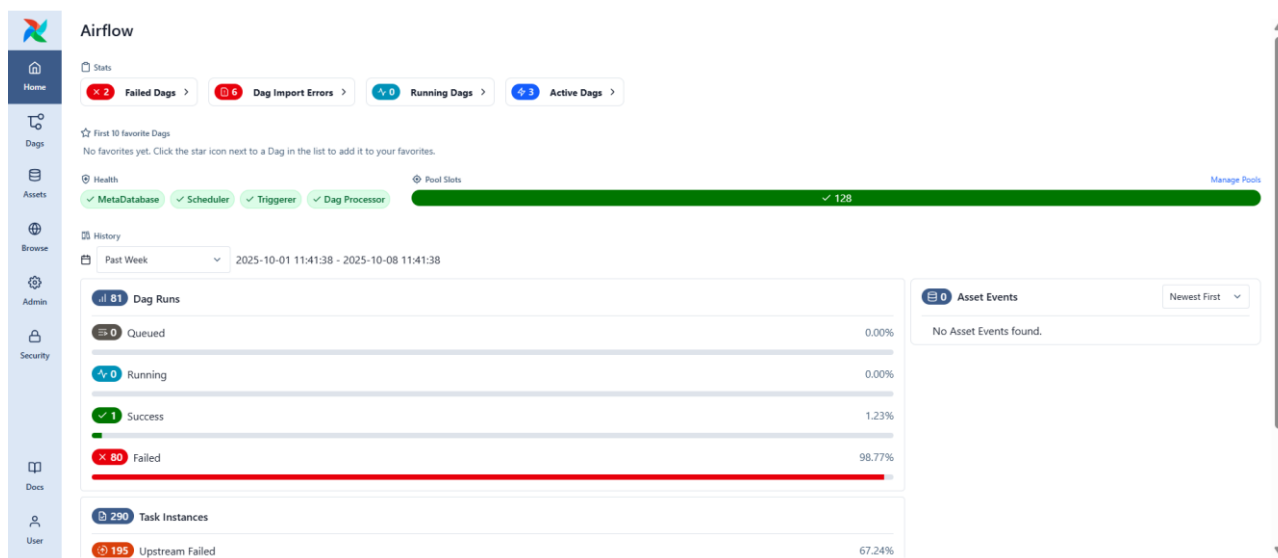 Airflow
Home
Dags
Assets
Browse
Admin
Security
Docs
User
Stats
2 Failed Dags
6 Dag Import Errors
0 Running Dags
3 Active Dags
First 10 favorite Dags
No favorites yet. Click the star icon next to a Dag in the list to add it to your favorites.
Health
MetaDatabase Scheduler Triggerer Dag Processor
Pool Slots Manage Pools
128
History
Past Week 2025-10-01 11:41:38 - 2025-10-08 11:41:38
81 Dag Runs
0 Queued 0.00%
0 Running 0.00%
1 Success 1.23%
80 Failed 98.77%
290 Task Instances
195 Upstream Failed 67.24%
0 Asset Events Newest First
No Asset Events found.